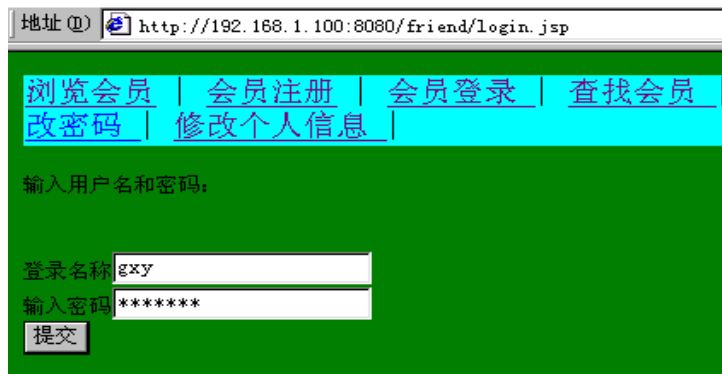 地址(D) http://192.168.1.100:8080/friend/login.jsp
浏览会员 | 会员注册 | 会员登录 | 查找会员 |
改密码 | 修改个人信息 |
输入用户名和密码:
登录名称 gxy
输入密码 *******
提交